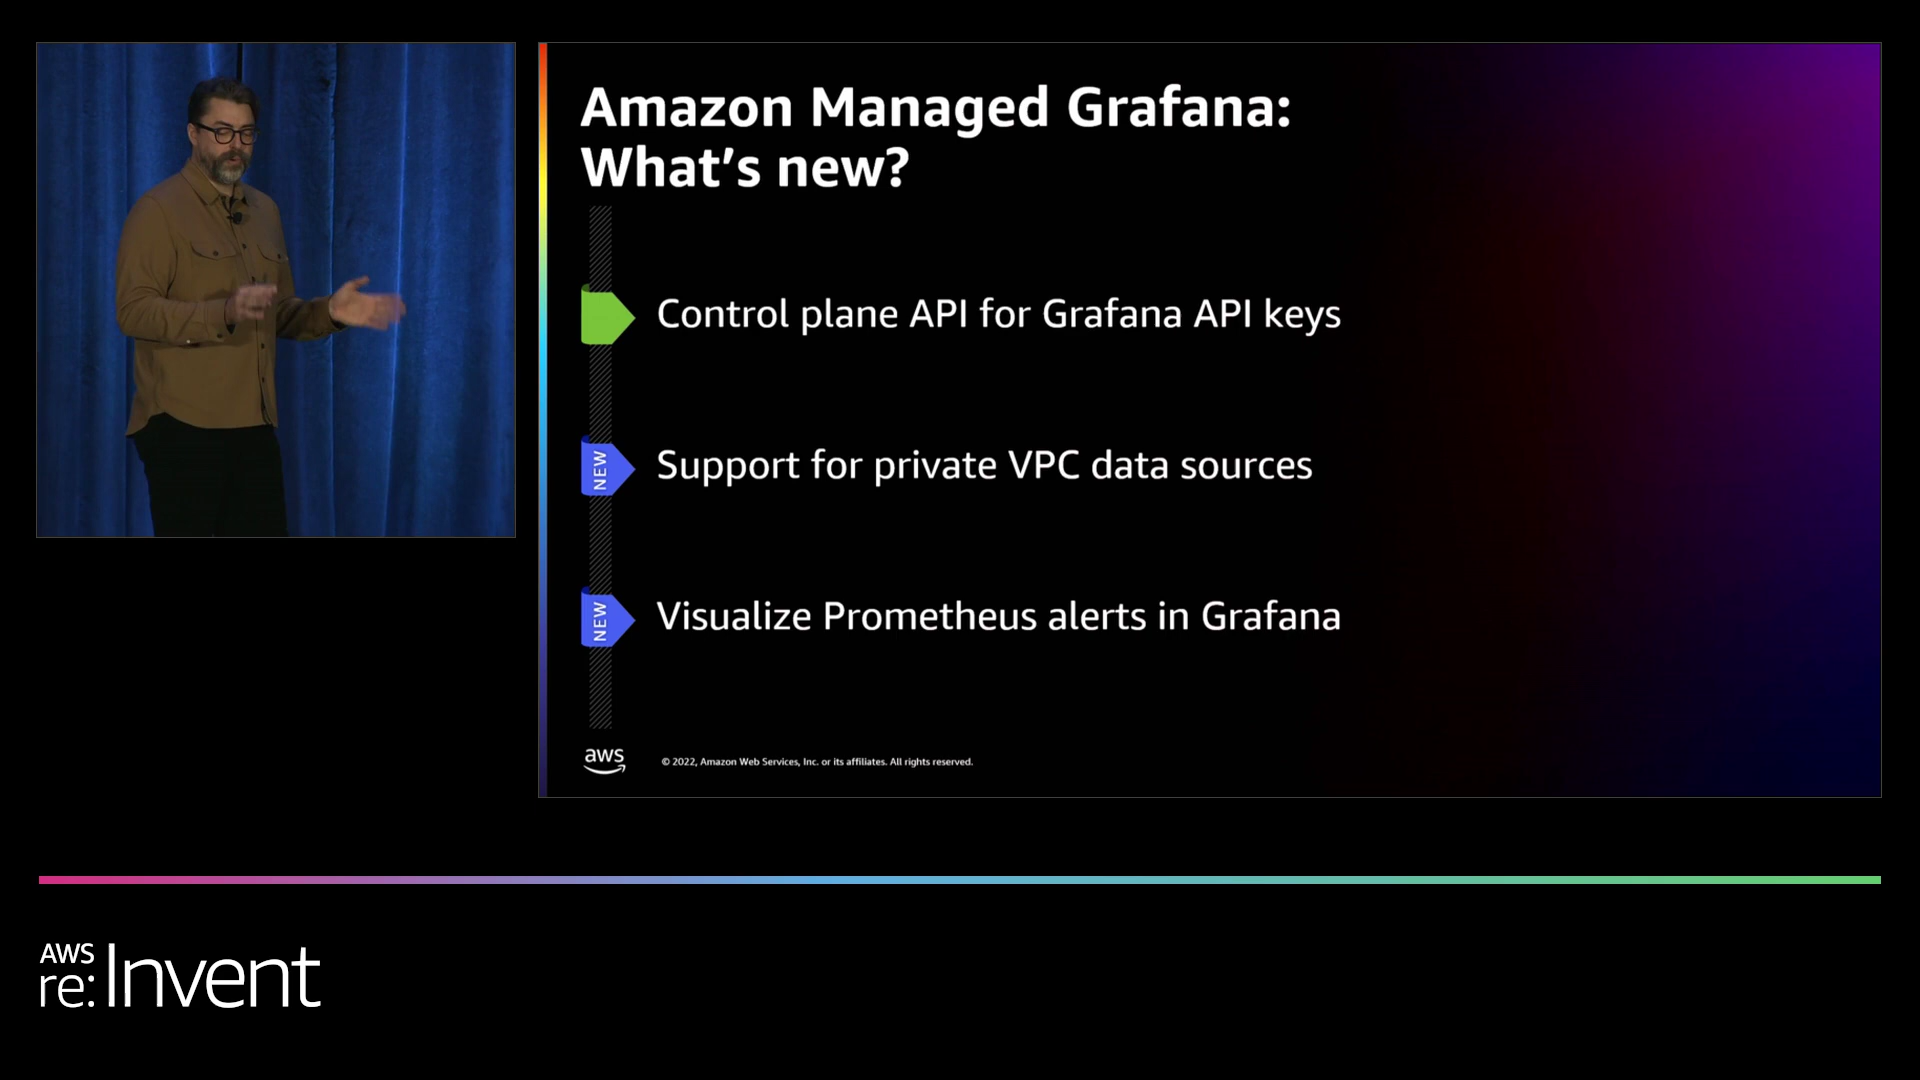 Amazon Managed Grafana:
What's new?
Control plane API for Grafana API keys
NEW
Support for private VPC data sources
NEW
Visualize Prometheus alerts in Grafana
aws
© 2022, Amazon Web Services, Inc. or its affiliates. All rights reserved.
AWS
re:Invent